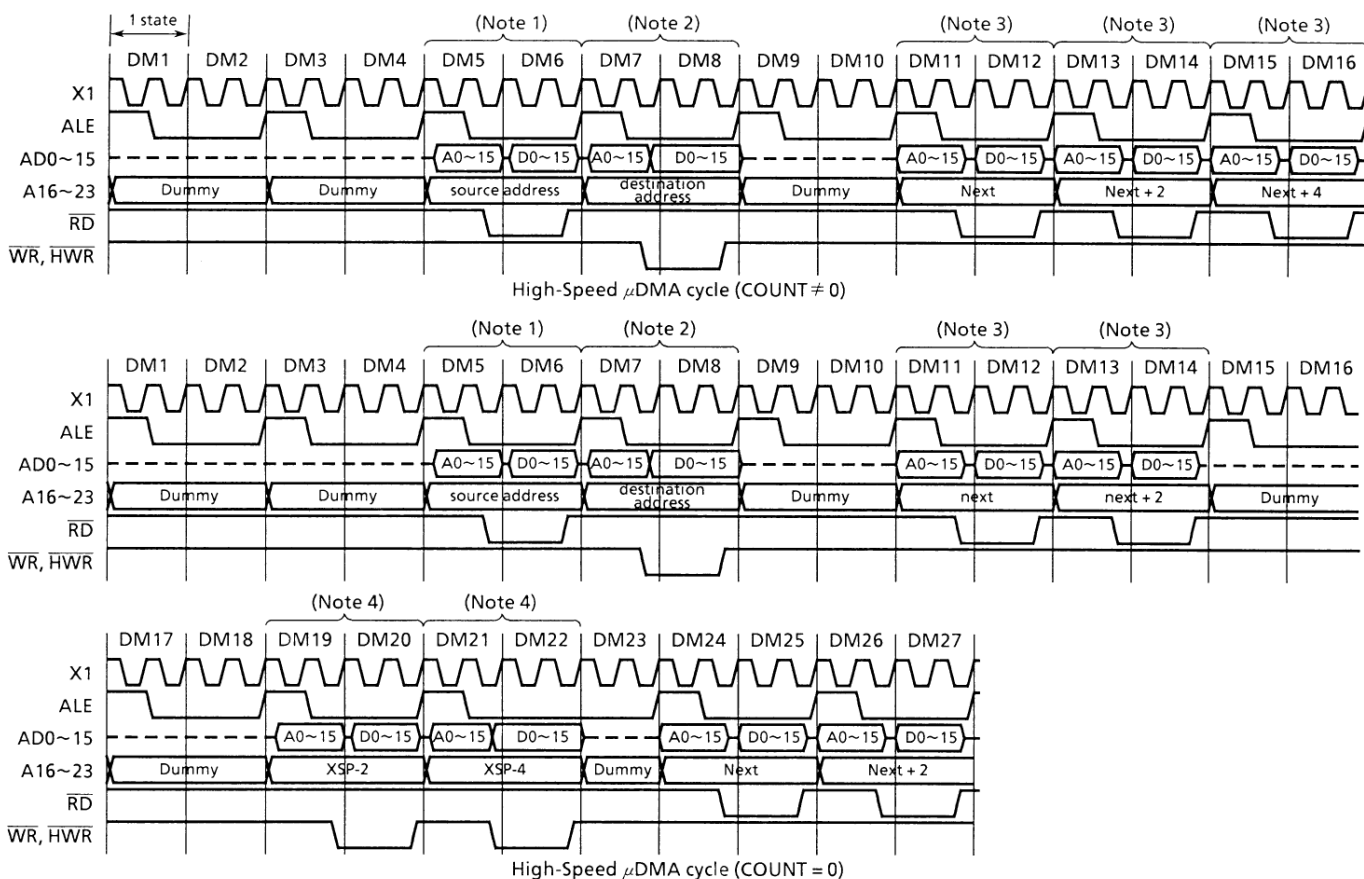 1 state (Note 1) (Note 2) (Note 3) (Note 3) (Note 3)
DM1 DM2 DM3 DM4 DM5 DM6 DM7 DM8 DM9 DM10 DM11 DM12 DM13 DM14 DM15 DM16
X1
ALE
AD0~15 A0~15 D0~15 A0~15 D0~15 A0~15 D0~15 A0~15 D0~15 A0~15 D0~15
A16~23 Dummy Dummy source address destination address Dummy Next Next + 2 Next + 4
R̅D̅
W̅R̅, H̅W̅R̅
High-Speed μDMA cycle (COUNT ≠ 0)
(Note 1) (Note 2) (Note 3) (Note 3)
DM1 DM2 DM3 DM4 DM5 DM6 DM7 DM8 DM9 DM10 DM11 DM12 DM13 DM14 DM15 DM16
X1
ALE
AD0~15 A0~15 D0~15 A0~15 D0~15 A0~15 D0~15 A0~15 D0~15
A16~23 Dummy Dummy source address destination address Dummy next next + 2 Dummy
R̅D̅
W̅R̅, H̅W̅R̅
(Note 4) (Note 4)
DM17 DM18 DM19 DM20 DM21 DM22 DM23 DM24 DM25 DM26 DM27
X1
ALE
AD0~15 A0~15 D0~15 A0~15 D0~15 A0~15 D0~15 A0~15 D0~15
A16~23 Dummy XSP-2 XSP-4 Dummy Next Next + 2
R̅D̅
W̅R̅, H̅W̅R̅
High-Speed μDMA cycle (COUNT = 0)